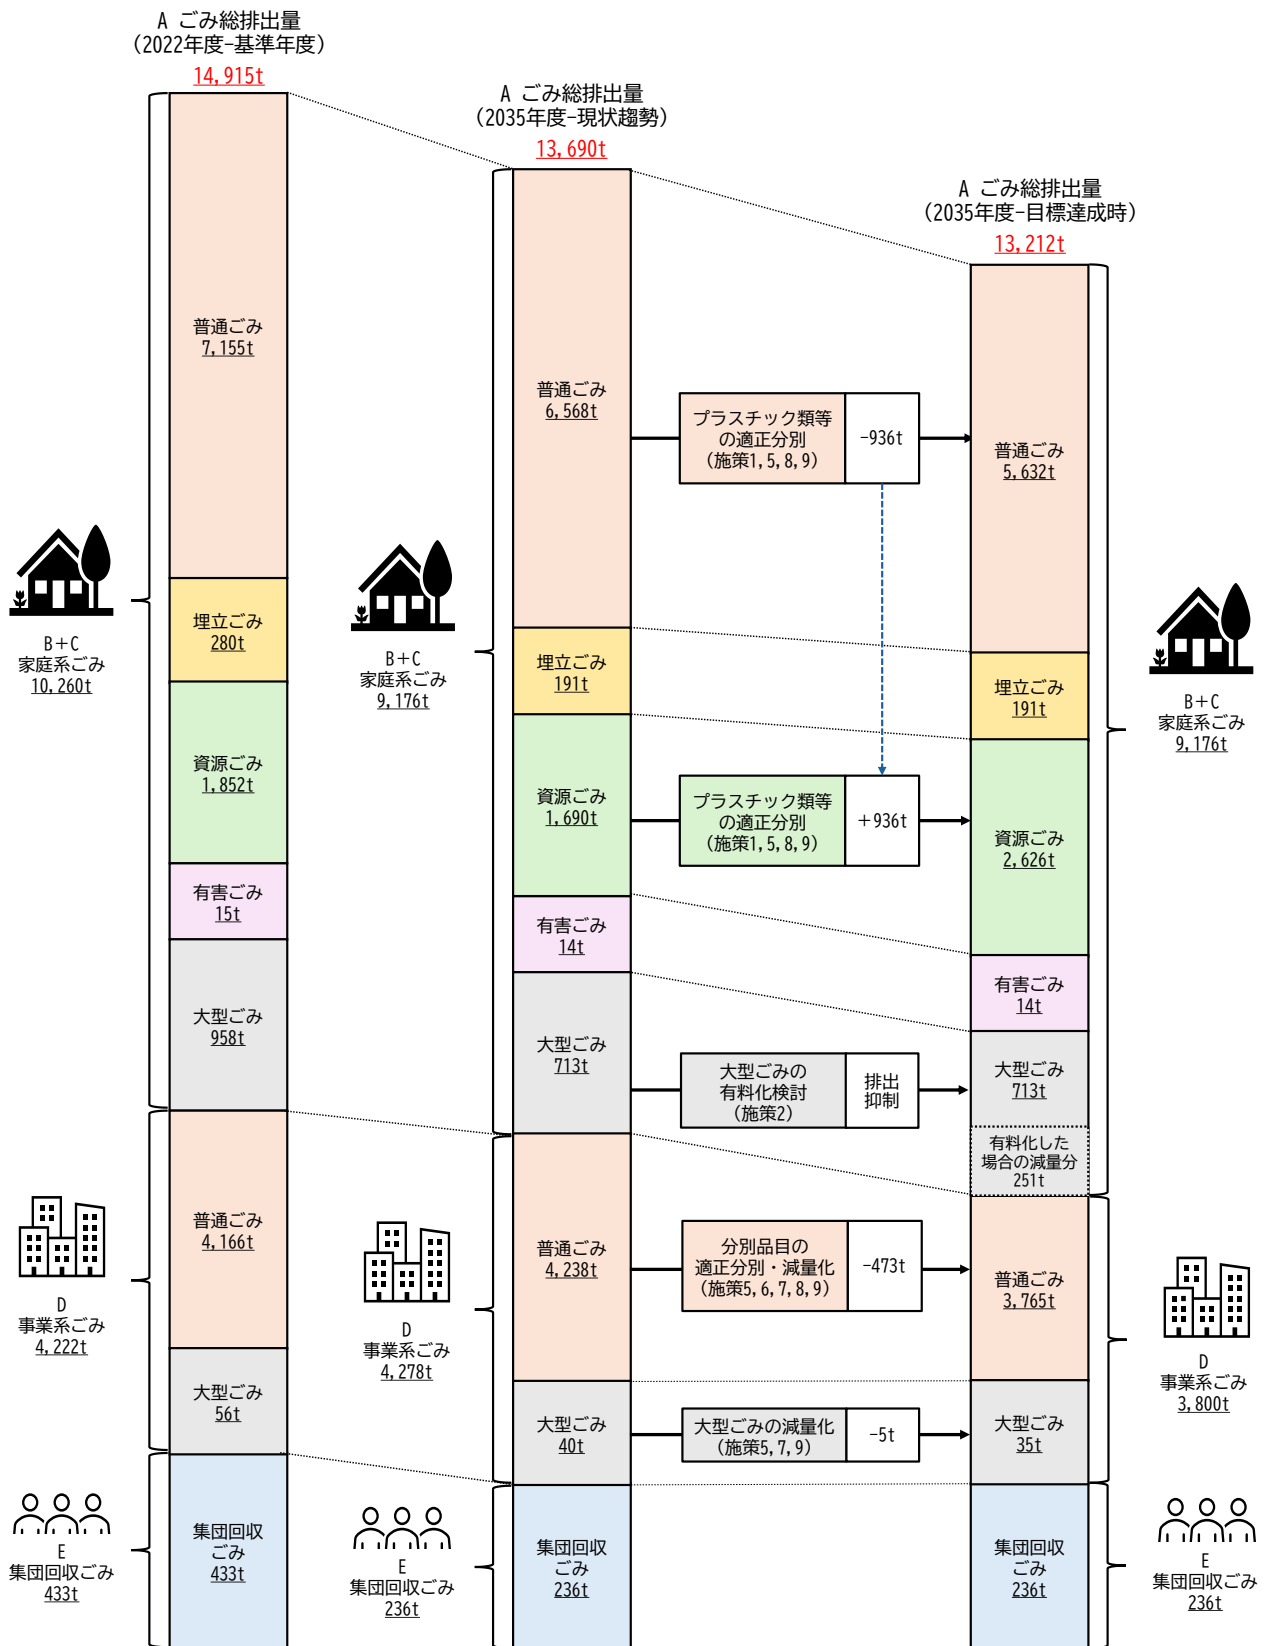 A ごみ総排出量
（2022年度-基準年度）
14,915t
普通ごみ
7,155t
埋立ごみ
280t
資源ごみ
1,852t
有害ごみ
15t
大型ごみ
958t
普通ごみ
4,166t
大型ごみ
56t
集団回収
ごみ
433t
B+C
家庭系ごみ
10,260t
D
事業系ごみ
4,222t
E
集団回収ごみ
433t
A ごみ総排出量
（2035年度-現状趨勢）
13,690t
普通ごみ
6,568t
埋立ごみ
191t
資源ごみ
1,690t
有害ごみ
14t
大型ごみ
713t
普通ごみ
4,238t
大型ごみ
40t
集団回収
ごみ
236t
B+C
家庭系ごみ
9,176t
D
事業系ごみ
4,278t
E
集団回収ごみ
236t
プラスチック類等
の適正分別
（施策1,5,8,9）
-936t
プラスチック類等
の適正分別
（施策1,5,8,9）
+936t
大型ごみの
有料化検討
（施策2）
排出
抑制
分別品目の
適正分別・減量化
（施策5,6,7,8,9）
-473t
大型ごみの減量化
（施策5,7,9）
-5t
A ごみ総排出量
（2035年度-目標達成時）
13,212t
普通ごみ
5,632t
埋立ごみ
191t
資源ごみ
2,626t
有害ごみ
14t
大型ごみ
713t
有料化した
場合の減量分
251t
普通ごみ
3,765t
大型ごみ
35t
集団回収
ごみ
236t
B+C
家庭系ごみ
9,176t
D
事業系ごみ
3,800t
E
集団回収ごみ
236t